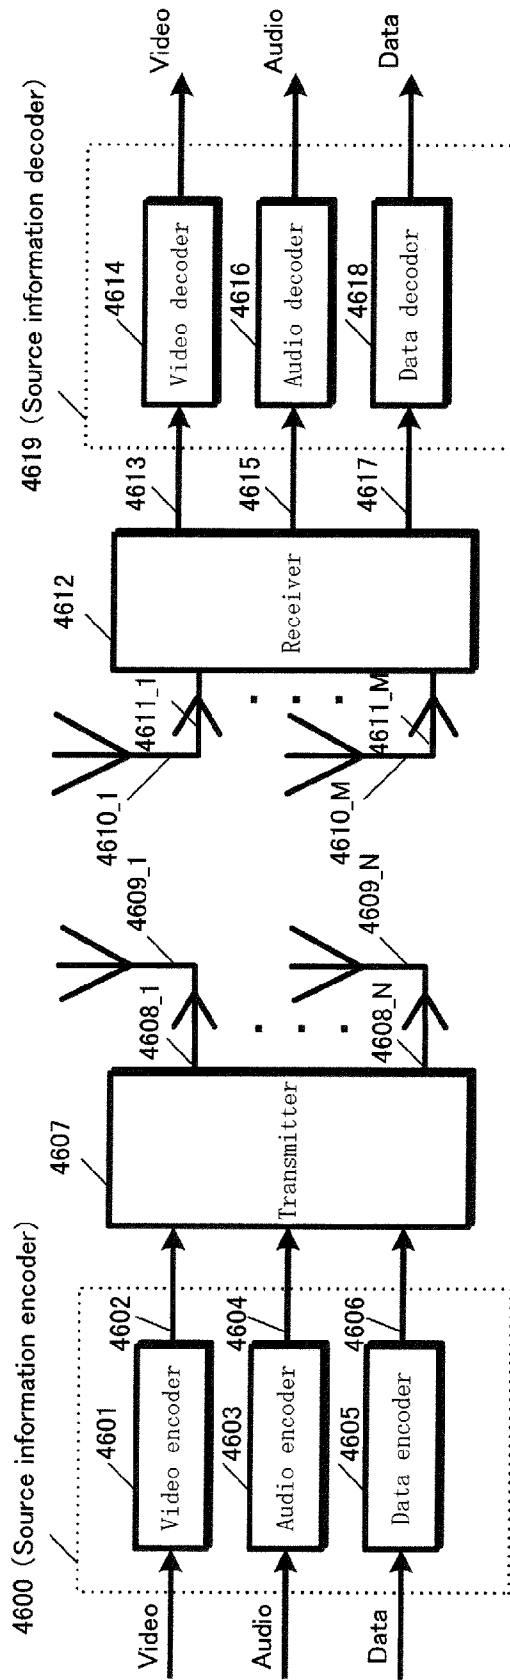 4600 (Source information encoder)
Video
4601
Video encoder
4602
Audio
4603
Audio encoder
4604
Data
4605
Data encoder
4606
4607
Transmitter
4608_1
4609_1
4608_N
4609_N
4610_1
4611_1
4610_M
4611_M
4612
Receiver
4619 (Source information decoder)
4613
4614
Video decoder
Video
4615
4616
Audio decoder
Audio
4617
4618
Data decoder
Data